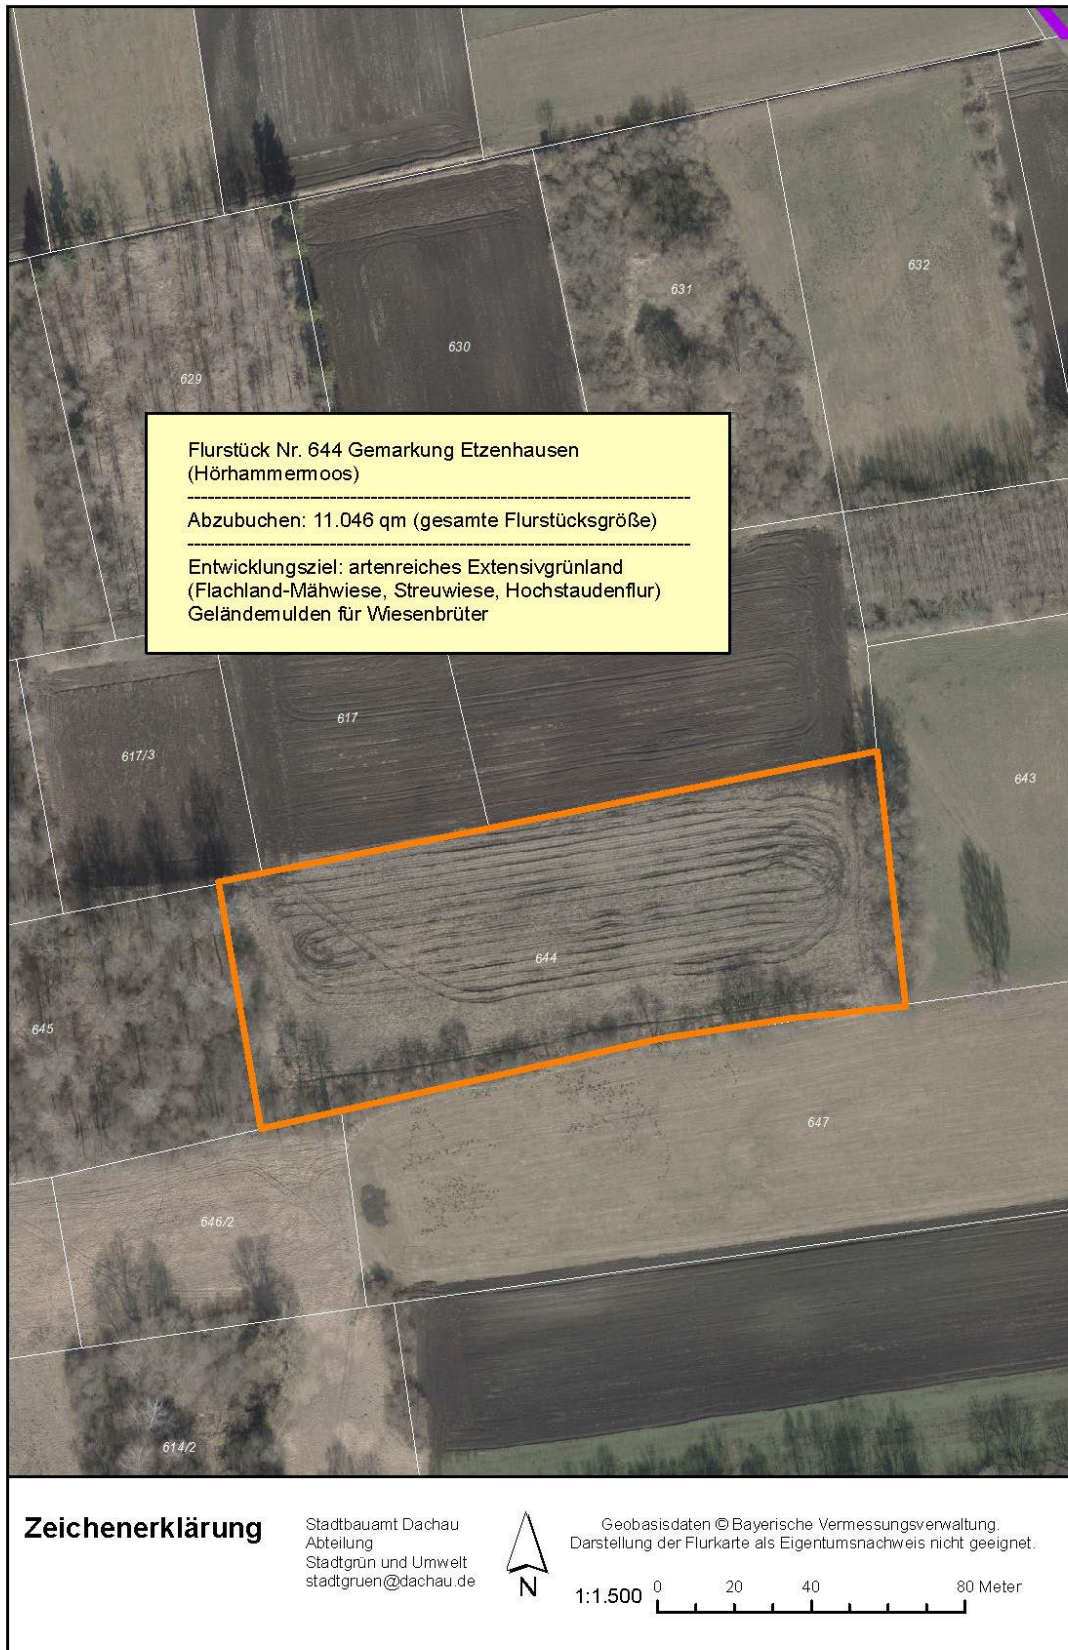 632
631
630
629
Flurstück Nr. 644 Gemarkung Etzenhausen
(Hörhammermoos)
Abzubuchen: 11.046 qm (gesamte Flurstücksgröße)
Entwicklungsziel: artenreiches Extensivgrünland
(Flachland-Mähwiese, Streuwiese, Hochstaudenflur)
Geländemulden für Wiesenbrüter
617
617/3
643
644
645
647
646/2
614/2
Zeichenerklärung
Stadtbauamt Dachau
Abteilung
Stadtgrün und Umwelt
stadtgruen@dachau.de
N
Geobasisdaten © Bayerische Vermessungsverwaltung.
Darstellung der Flurkarte als Eigentumsnachweis nicht geeignet.
1:1.500
0 20 40 80 Meter